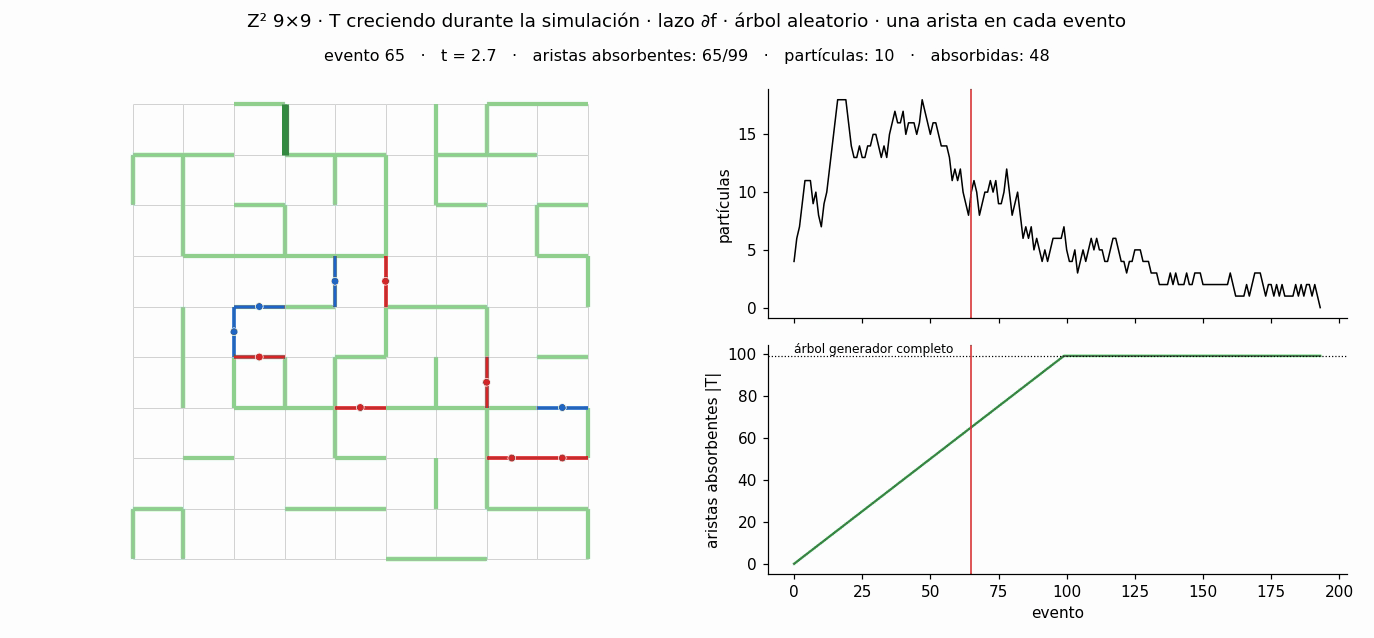 Z² 9×9 · T creciendo durante la simulación · lazo ∂f · árbol aleatorio · una arista en cada evento
evento 65 · t = 2.7 · aristas absorbentes: 65/99 · partículas: 10 · absorbidas: 48
partículas
15
10
5
0
árbol generador completo
aristas absorbentes |T|
100
80
60
40
20
0
0 25 50 75 100 125 150 175 200
evento